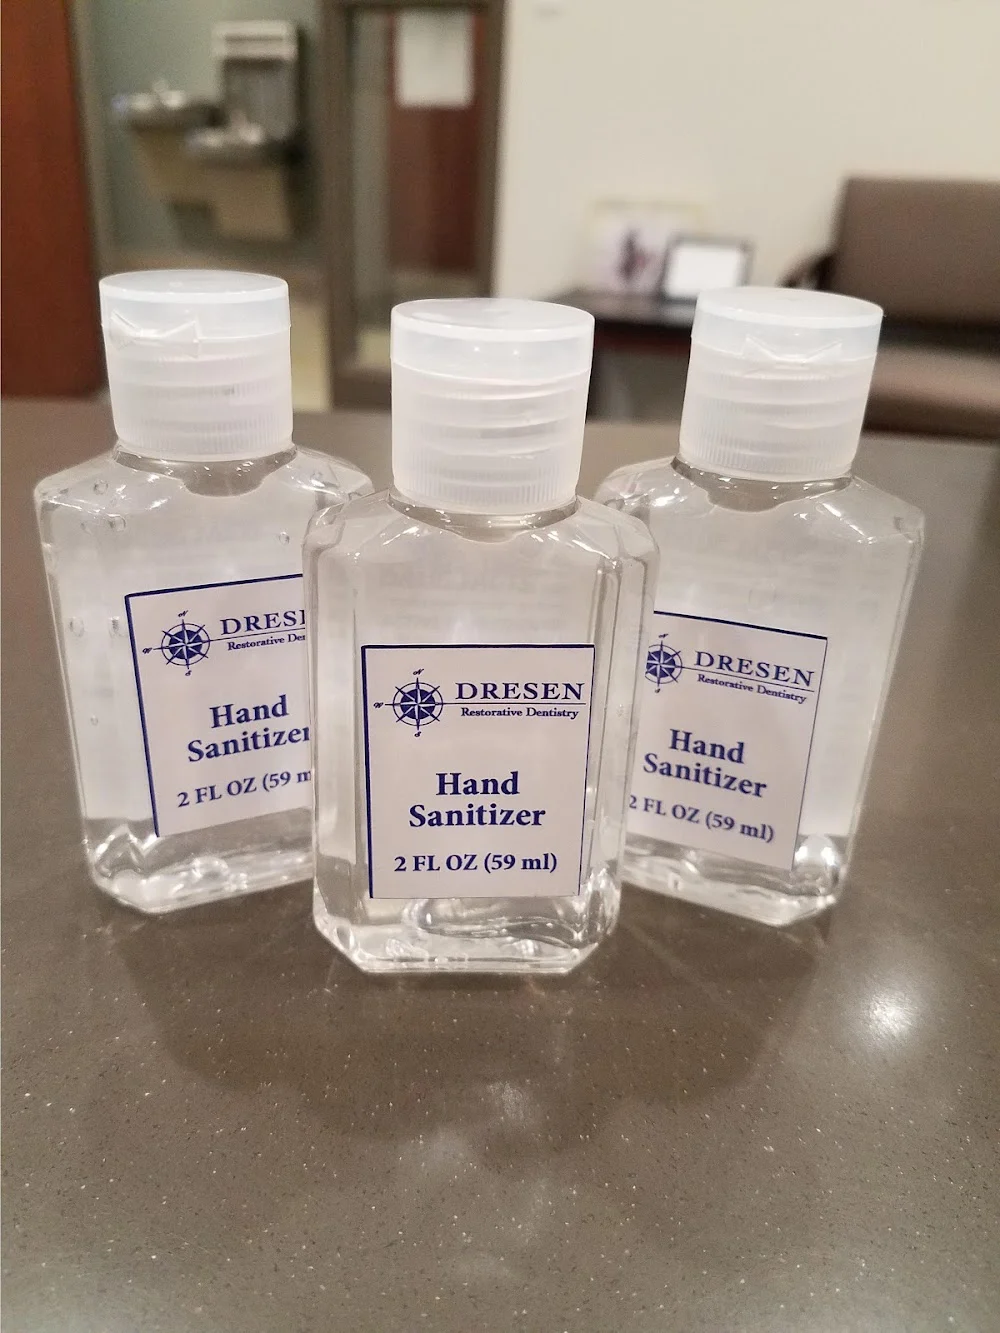 DRESEN
Restorative Dentistry
Hand
Sanitizer
2 FL OZ (59 ml)
DRESEN
Restorative Dentistry
Hand
Sanitizer
2 FL OZ (59 ml)
DRESEN
Restorative Dentistry
Hand
Sanitizer
2 FL OZ (59 ml)